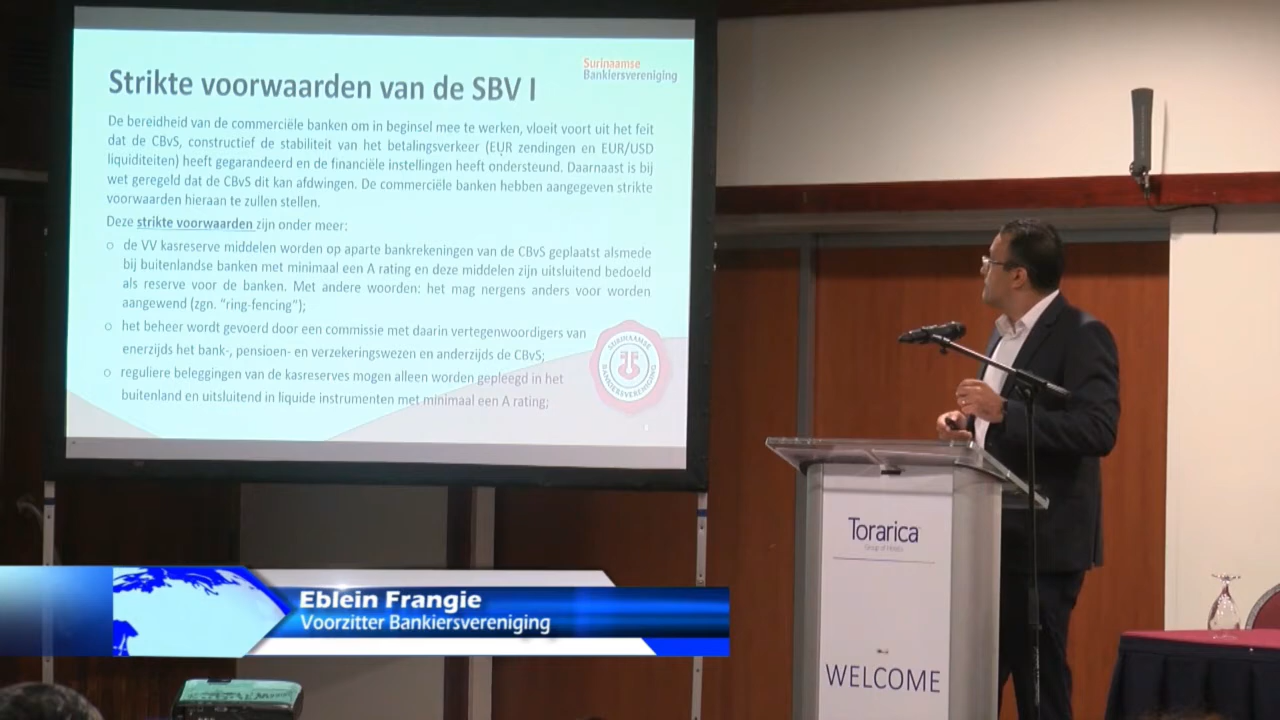 Surinaamse
Bankiersvereniging
Strikte voorwaarden van de SBV I
De bereidheid van de commerciële banken om in beginsel mee te werken, vloeit voort uit het feit
dat de CBvS, constructief de stabiliteit van het betalingsverkeer (EUR zendingen en EUR/USD
liquiditeiten) heeft gegarandeerd en de financiële instellingen heeft ondersteund. Daarnaast is bij
wet geregeld dat de CBvS dit kan afdwingen. De commerciële banken hebben aangegeven strikte
voorwaarden hieraan te zullen stellen.
Deze strikte voorwaarden zijn onder meer:
o de VV kasreserve middelen worden op aparte bankrekeningen van de CBvS geplaatst alsmede
bij buitenlandse banken met minimaal een A rating en deze middelen zijn uitsluitend bedoeld
als reserve voor de banken. Met andere woorden: het mag nergens anders voor worden
aangewend (zgn. “ring-fencing”);
o het beheer wordt gevoerd door een commissie met daarin vertegenwoordigers van
enerzijds het bank-, pensioen- en verzekeringswezen en anderzijds de CBvS;
o reguliere beleggingen van de kasreserves mogen alleen worden gepleegd in het
buitenland en uitsluitend in liquide instrumenten met minimaal een A rating;
SURINAAMSE
BANKIERSVERENIGING
Torarica
Group of Hotels
WELCOME
Eblein Frangie
Voorzitter Bankiersvereniging